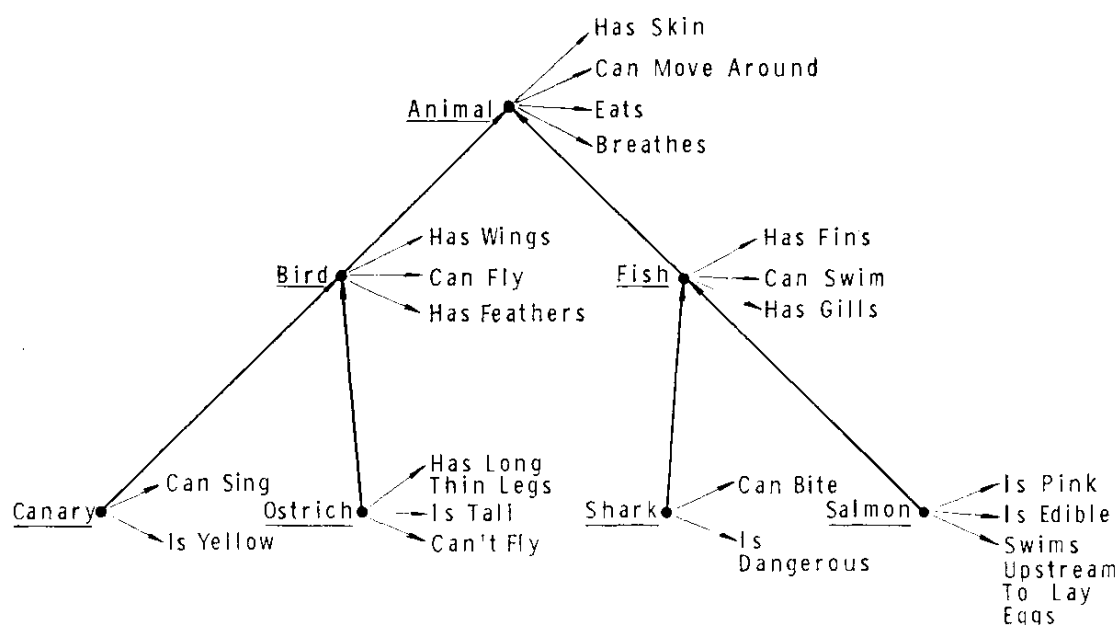 Has Skin
Can Move Around
Animal
Eats
Breathes
Has Wings
Bird
Can Fly
Has Feathers
Has Fins
Fish
Can Swim
Has Gills
Canary
Can Sing
Is Yellow
Ostrich
Has Long
Thin Legs
Is Tall
Can't Fly
Shark
Can Bite
Is
Dangerous
Salmon
Is Pink
Is Edible
Swims
Upstream
To Lay
Eggs